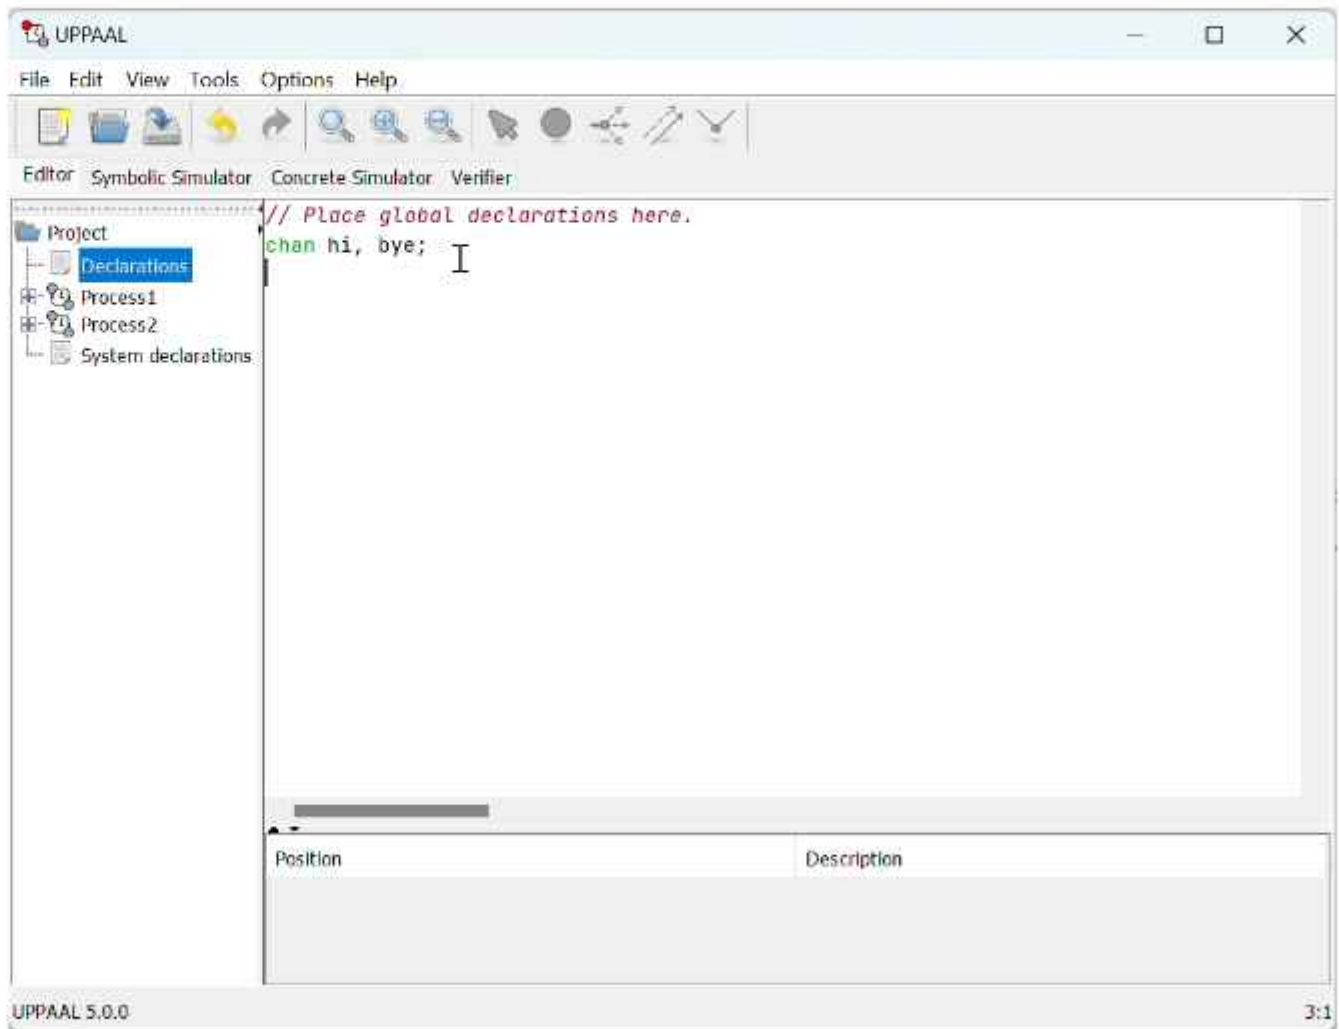 UPPAAL
File Edit View Tools Options Help
Editor Symbolic Simulator Concrete Simulator Verifier
Project
Declarations
Process1
Process2
System declarations
// Place global declarations here.
chan hi, bye;
Position Description
UPPAAL 5.0.0 3:1